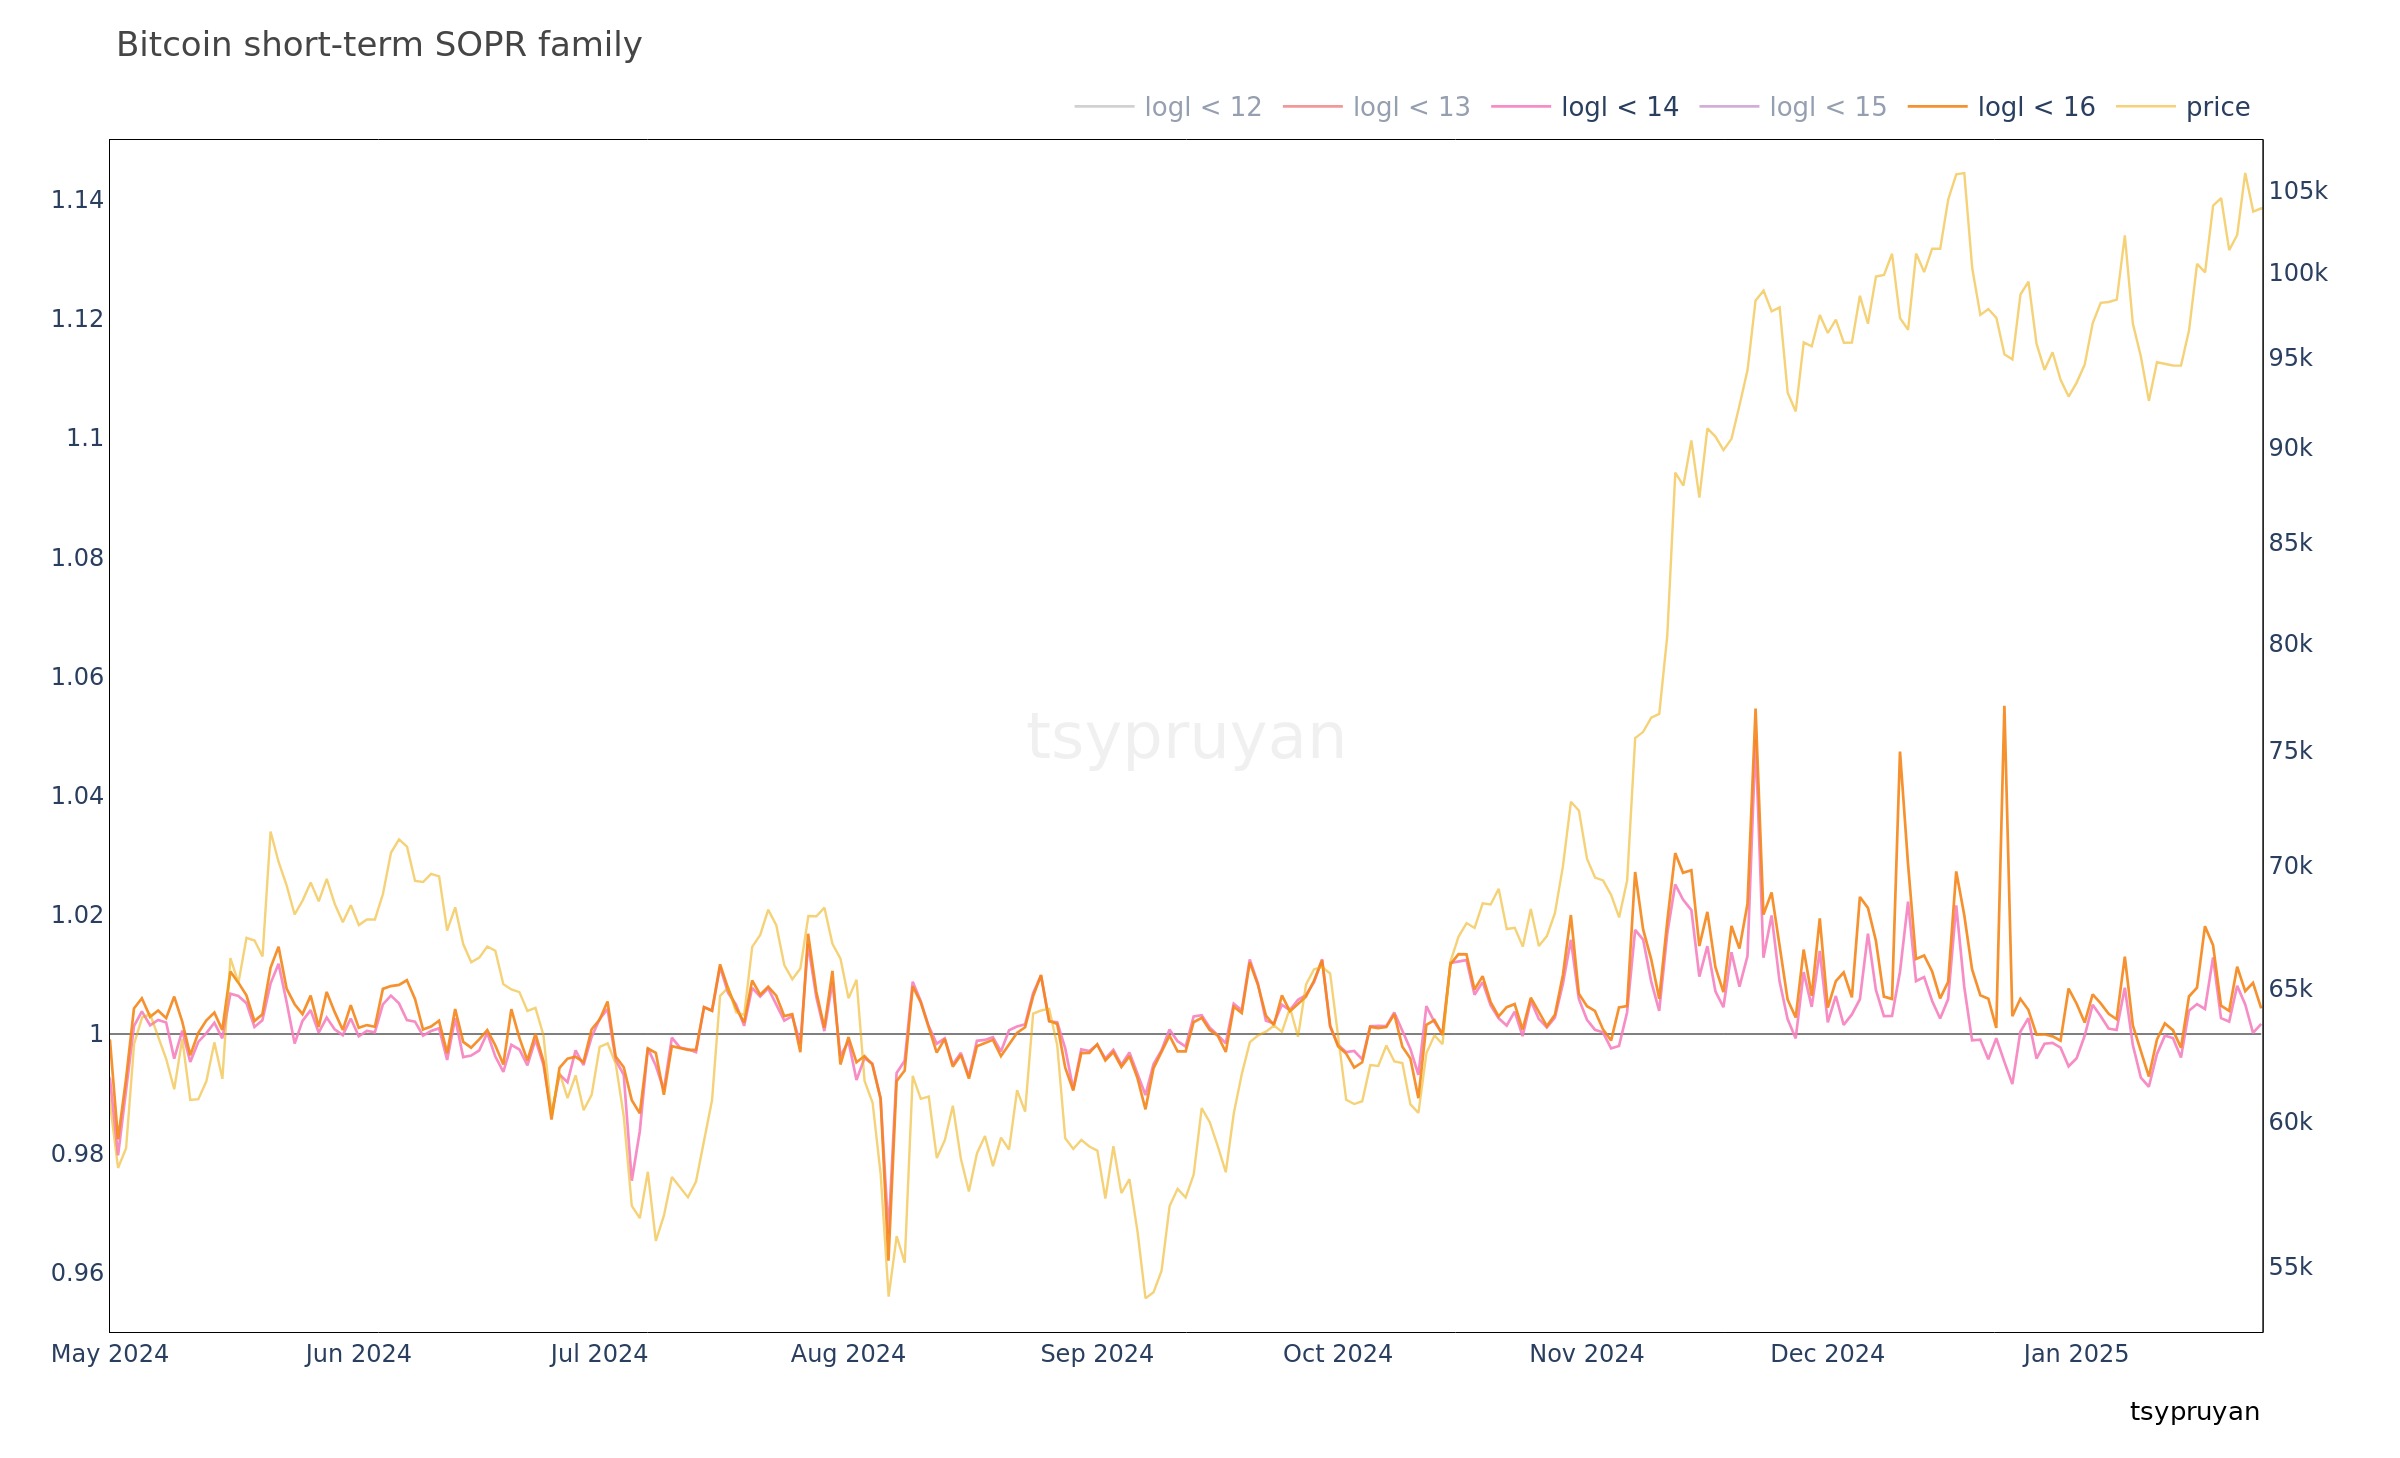 Bitcoin short-term SOPR family
logl < 12 logl < 13 logl < 14 logl < 15 logl < 16 price
1.14
1.12
1.1
1.08
1.06
1.04
1.02
1
0.98
0.96
105k
100k
95k
90k
85k
80k
75k
70k
65k
60k
55k
tsypruyan
May 2024 Jun 2024 Jul 2024 Aug 2024 Sep 2024 Oct 2024 Nov 2024 Dec 2024 Jan 2025
tsypruyan